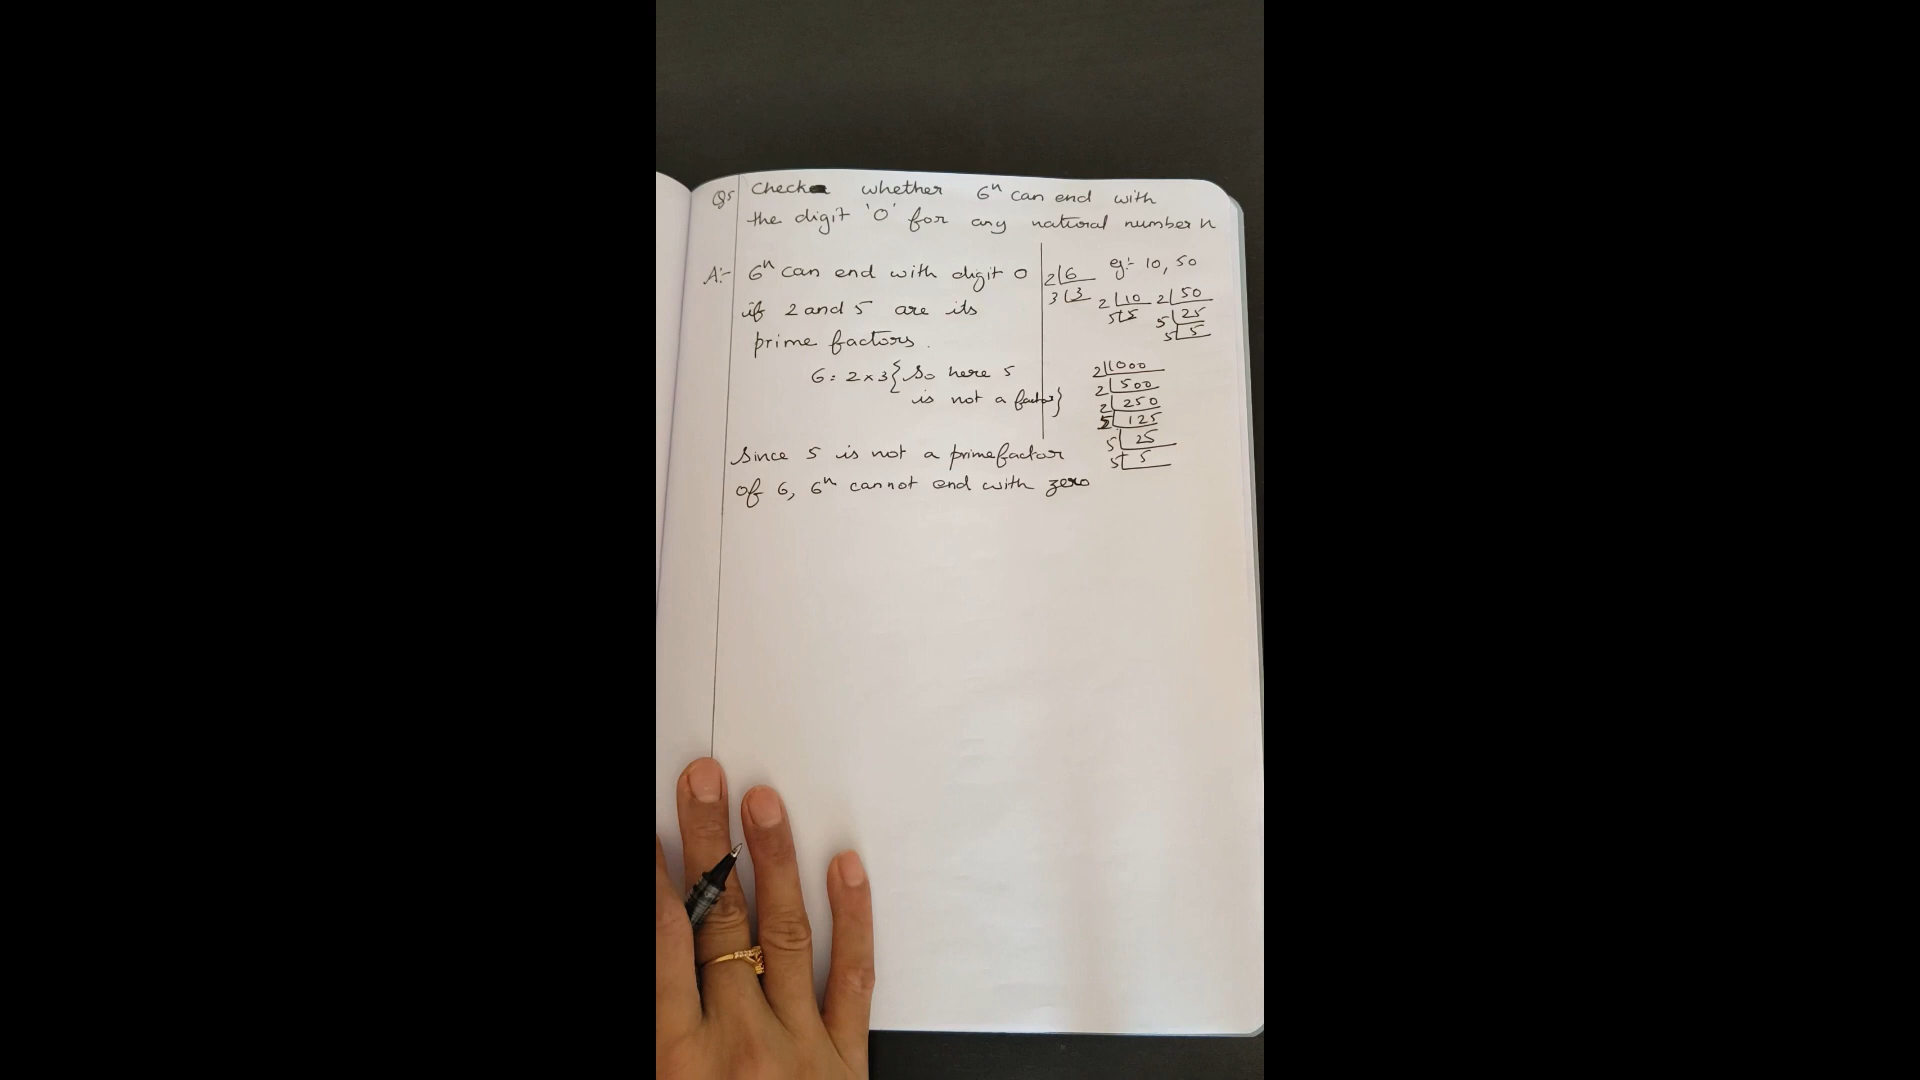 Q5 Check whether 6ⁿ can end with
the digit 'O' for any natural number n
A:- 6ⁿ can end with digit 0
if 2 and 5 are its
prime factors.
6 = 2 x 3 { So here 5
is not a factor }
Since 5 is not a prime factor
of 6, 6ⁿ cannot end with zero
2 6
3 3
eg:- 10, 50
2 10
5 5
2 50
5 25
5 5
2 1000
2 500
2 250
5 125
5 25
5 5